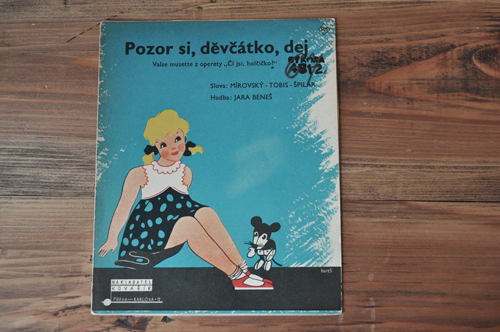 Pozor si, děvčátko, dej
Valse musette z operety „Čí jsi, holčičko?“
Slova: MÍROVSKÝ - TOBIS - ŠPILAR
Hudba: JARA BENEŠ
NAKLADATEL
KOVAŘÍK
PRAHA
KARLOVA